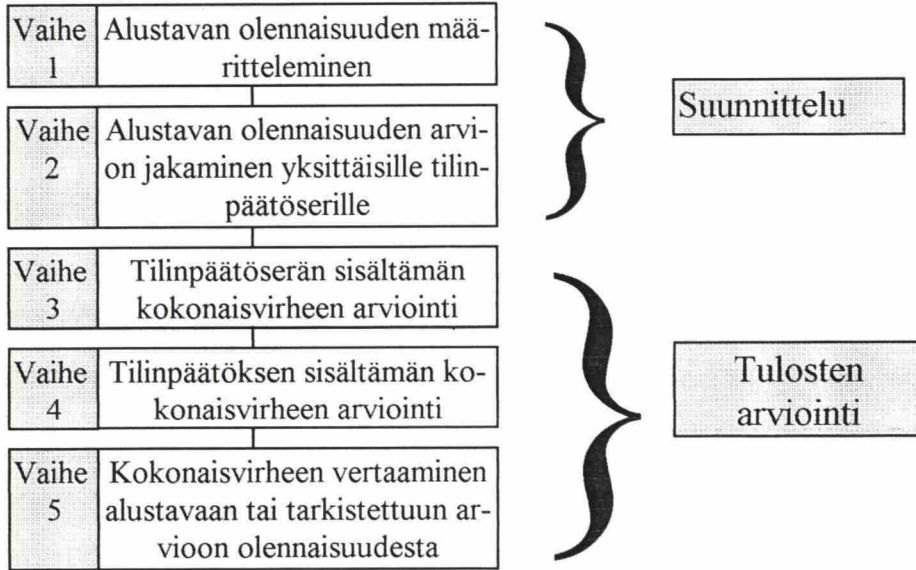 Vaihe
1
Alustavan olennaisuuden mää-
ritteleminen
Vaihe
2
Alustavan olennaisuuden arvi-
on jakaminen yksittäisille tilin-
päätöserille
Suunnittelu
Vaihe
3
Tilinpäätöserän sisältämän
kokonaisvirheen arviointi
Vaihe
4
Tilinpäätöksen sisältämän ko-
konaisvirheen arviointi
Vaihe
5
Kokonaisvirheen vertaaminen
alustavaan tai tarkistettuun ar-
vioon olennaisuudesta
Tulosten
arviointi